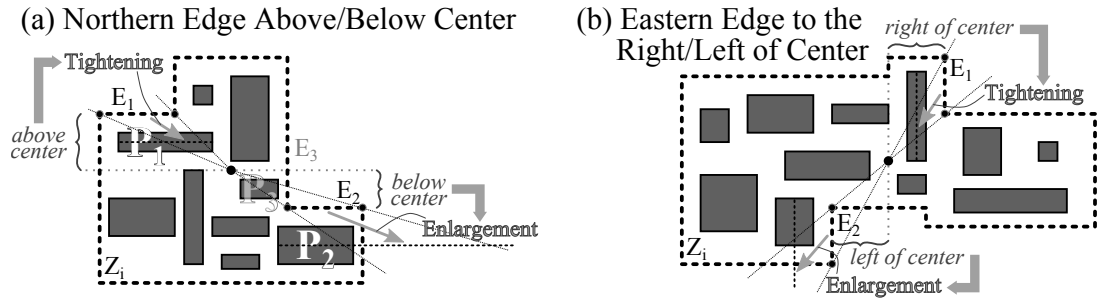 (a) Northern Edge Above/Below Center
Tightening
E1
above
center
P1
E3
P3
below
center
E2
Enlargement
P2
Zi
(b) Eastern Edge to the
Right/Left of Center
right of center
E1
Tightening
E2
Zi
left of center
Enlargement